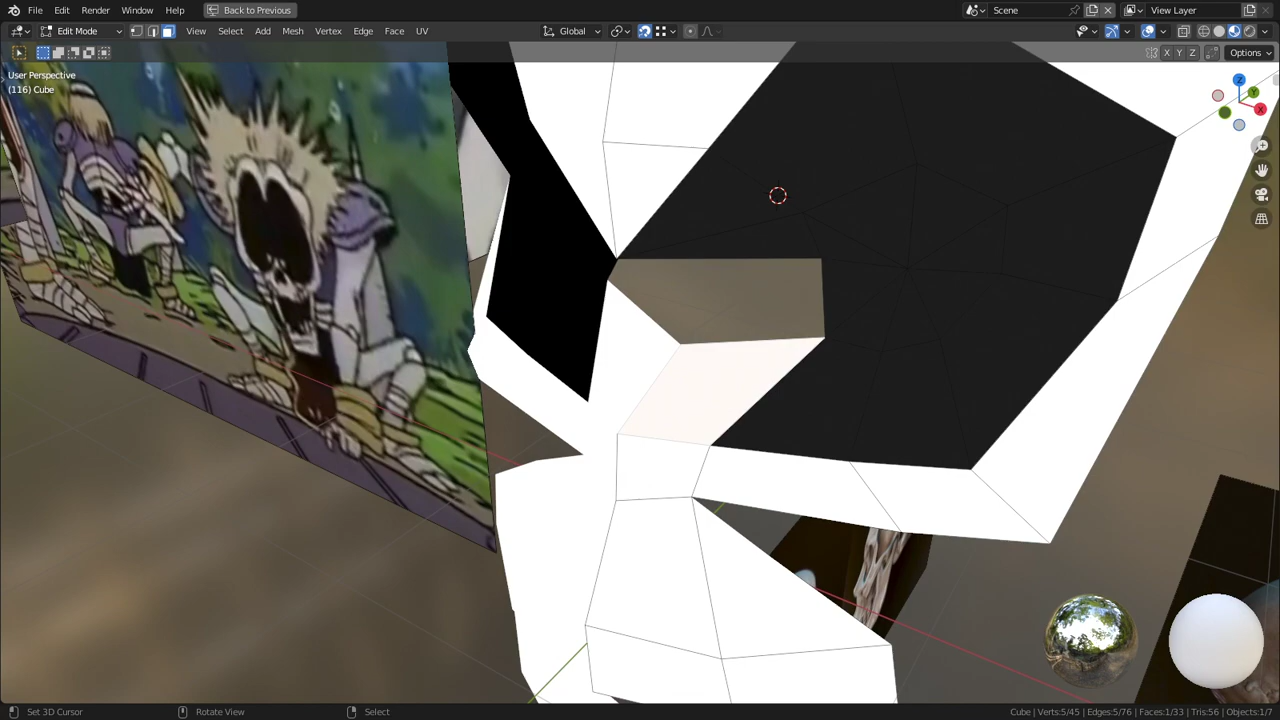 File Edit Render Window Help Back to Previous Scene View Layer
Edit Mode View Select Add Mesh Vertex Edge Face UV Global
X Y Z Options
User Perspective
(116) Cube
Z
Y
X
Set 3D Cursor Rotate View Select Cube | Verts:5/45 | Edges:5/76 | Faces:1/33 | Tris:56 | Objects:1/7